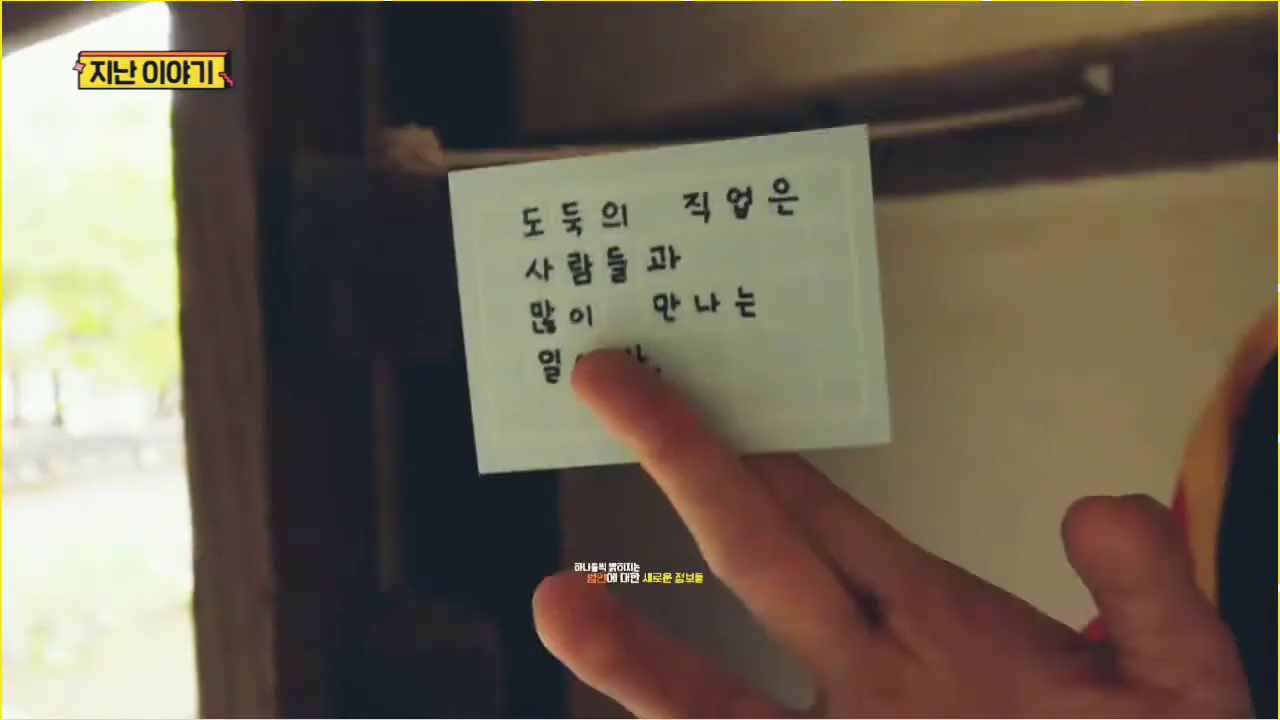 지난 이야기
도둑의 직업은
사람들과
많이 만나는
하나둘씩 밝혀지는
범인에 대한 새로운 정보들